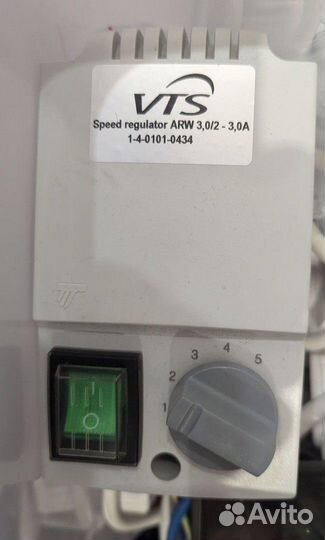 VTS
Speed regulator ARW 3,0/2 - 3,0A
1-4-0101-0434
1 2 3 4 5
Avito